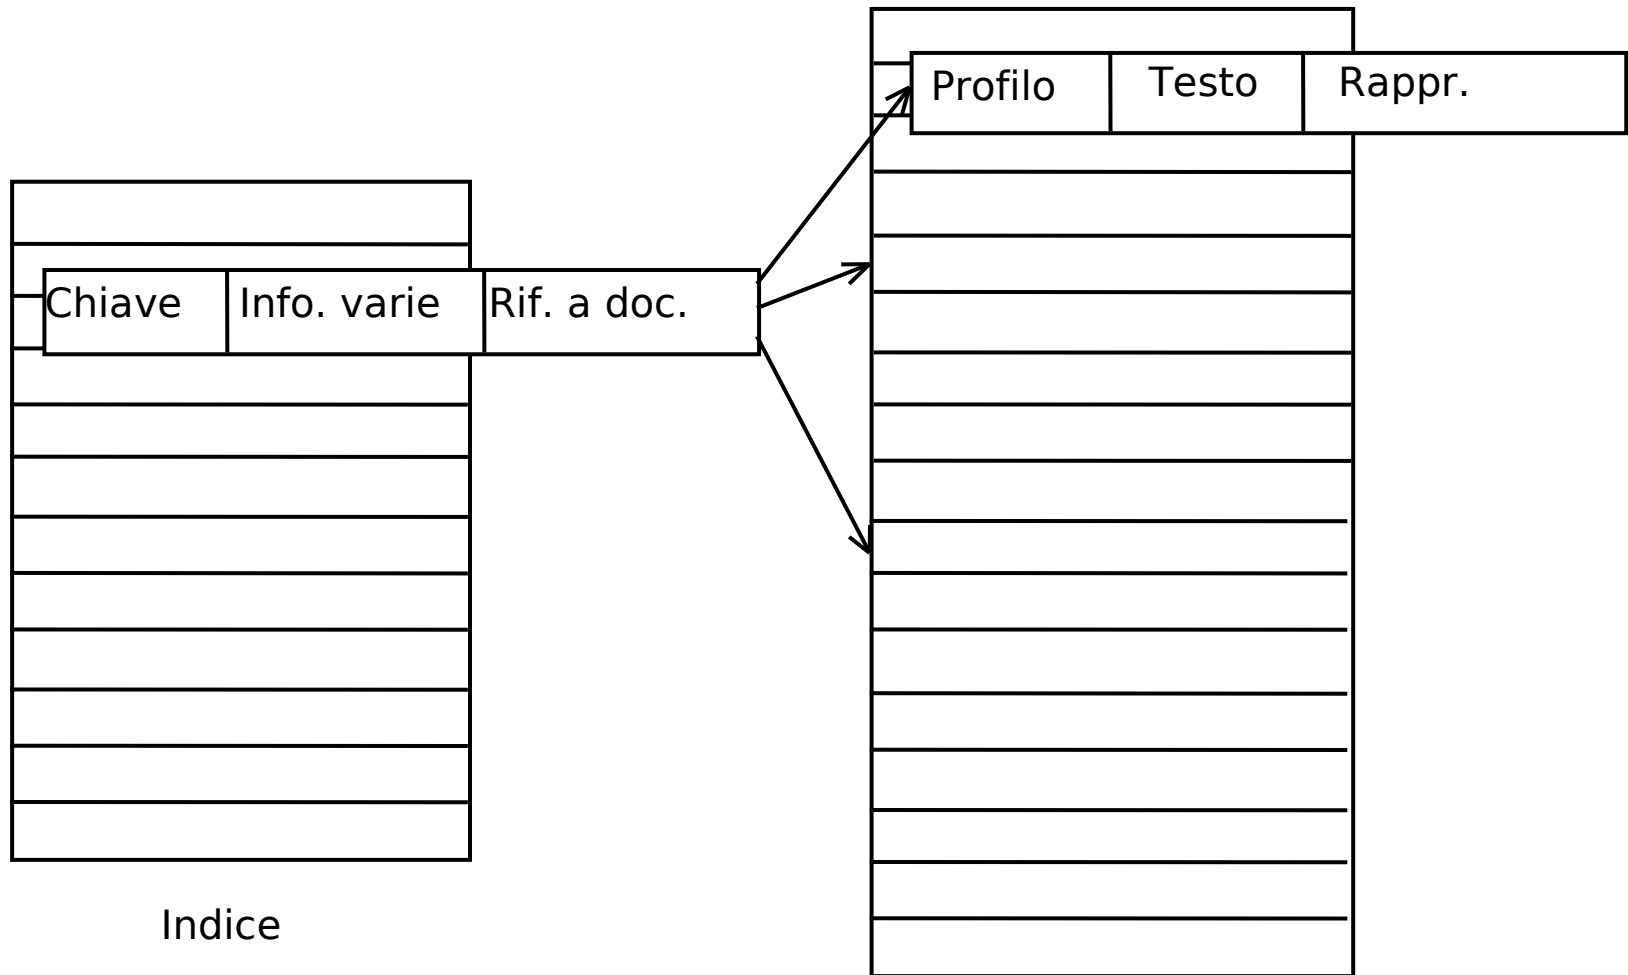 Profilo Testo Rappr.
Chiave Info. varie Rif. a doc.
Indice